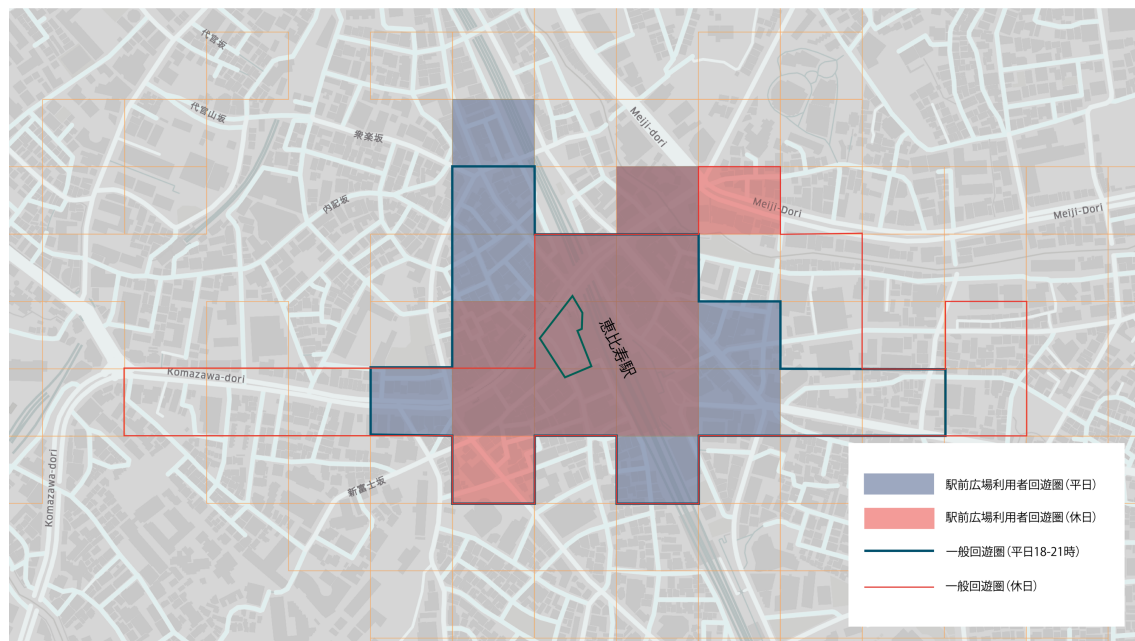 代官坂
代官山坂
衆楽坂
Meiji-dori
内記坂
Meiji-Dori
Meiji-Dori
恵比寿駅
Komazawa-dori
Komazawa-dori
新富士坂
駅前広場利用者回遊圏（平日）
駅前広場利用者回遊圏（休日）
一般回遊圏（平日18-21時）
一般回遊圏（休日）